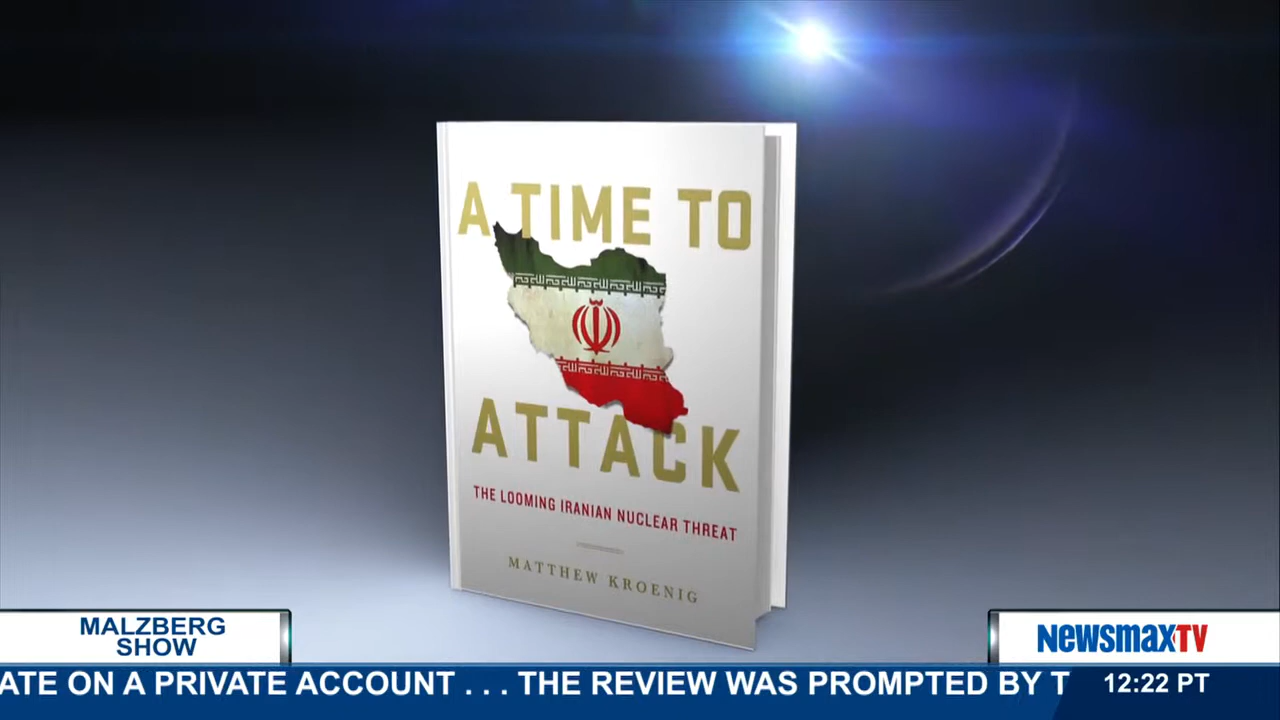 A TIME TO
ATTACK
THE LOOMING IRANIAN NUCLEAR THREAT
MATTHEW KROENIG
MALZBERG
SHOW
NEWSMAXTV
ATE ON A PRIVATE ACCOUNT . . . THE REVIEW WAS PROMPTED BY T
12:22 PT